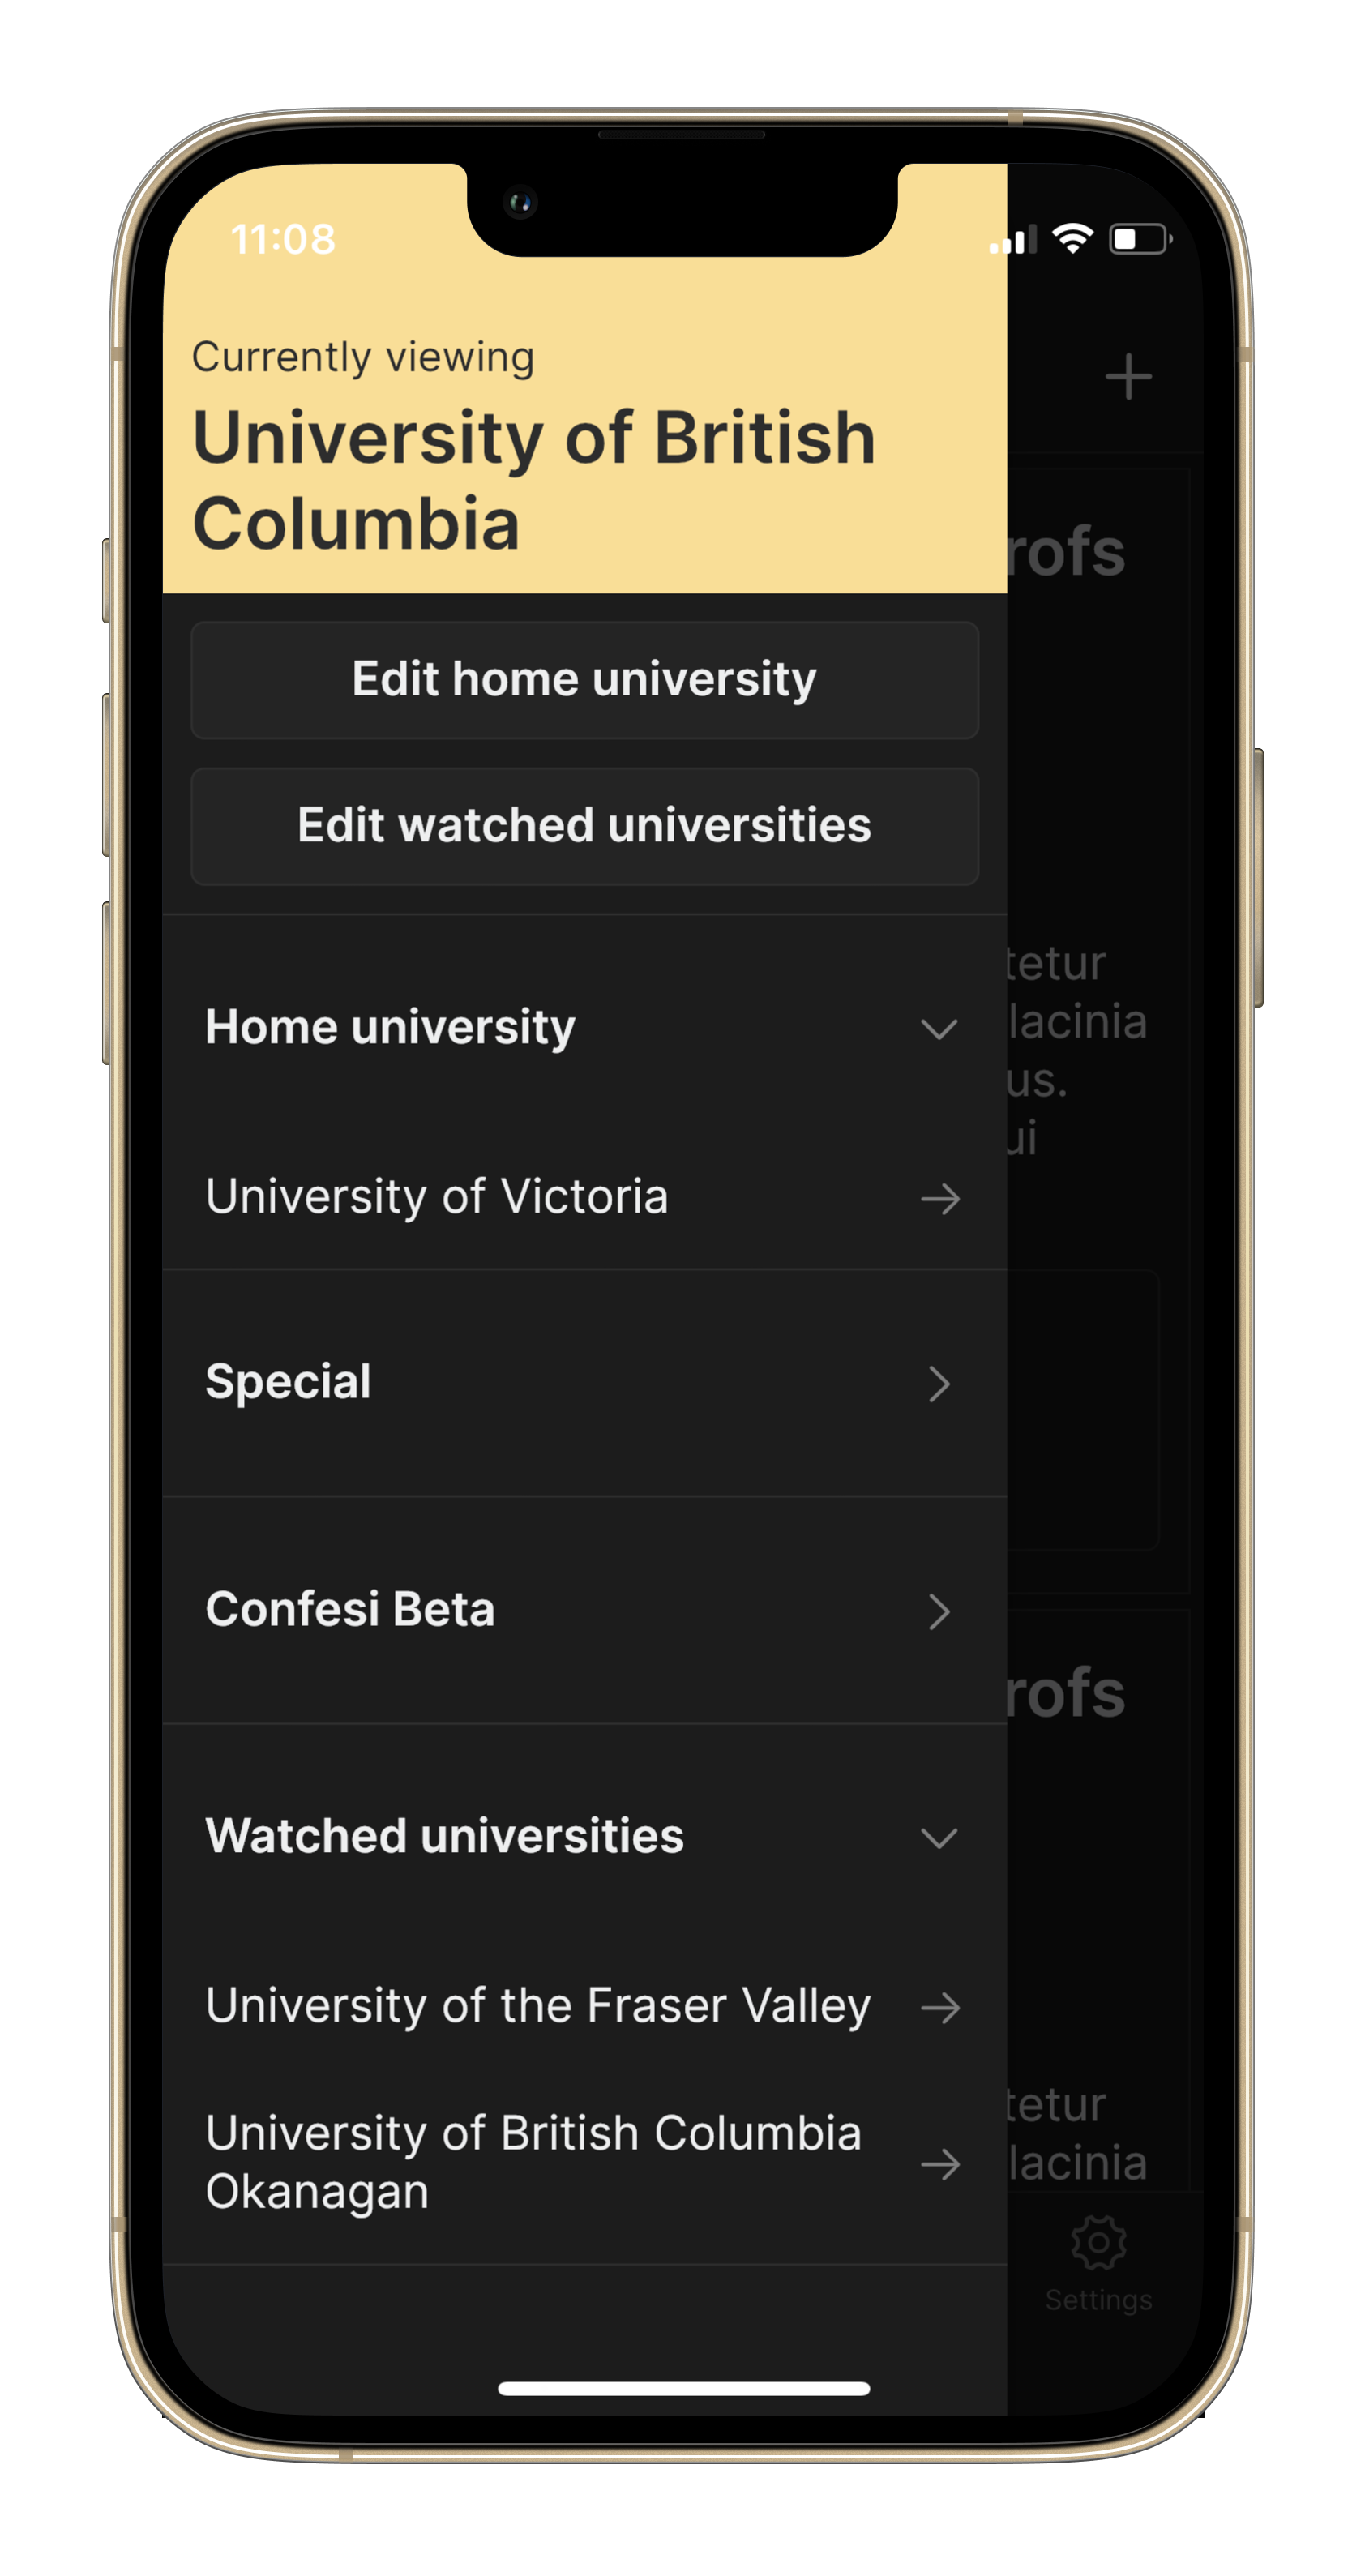 11:08
Currently viewing
University of British
Columbia
Edit home university
Edit watched universities
Home university
University of Victoria
Special
Confesi Beta
Watched universities
University of the Fraser Valley
University of British Columbia
Okanagan
rofs
tetur
lacinia
us.
ui
rofs
tetur
lacinia
Settings